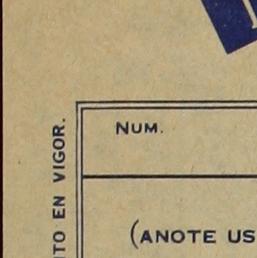 NUM.
(ANOTE US
TO EN VIGOR.